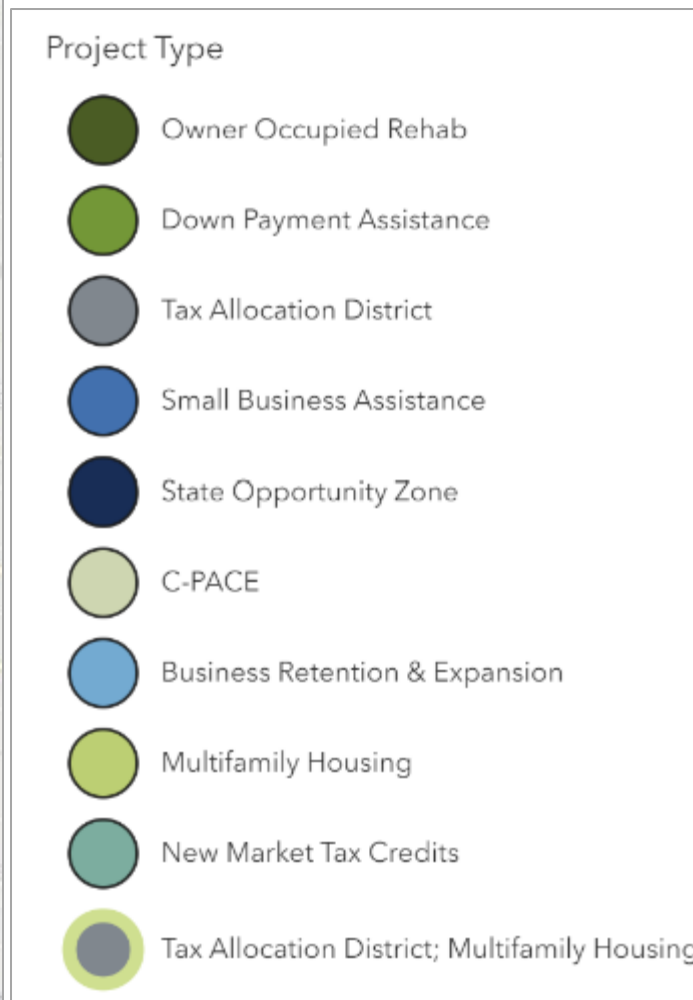 Project Type
Owner Occupied Rehab
Down Payment Assistance
Tax Allocation District
Small Business Assistance
State Opportunity Zone
C-PACE
Business Retention & Expansion
Multifamily Housing
New Market Tax Credits
Tax Allocation District; Multifamily Housing